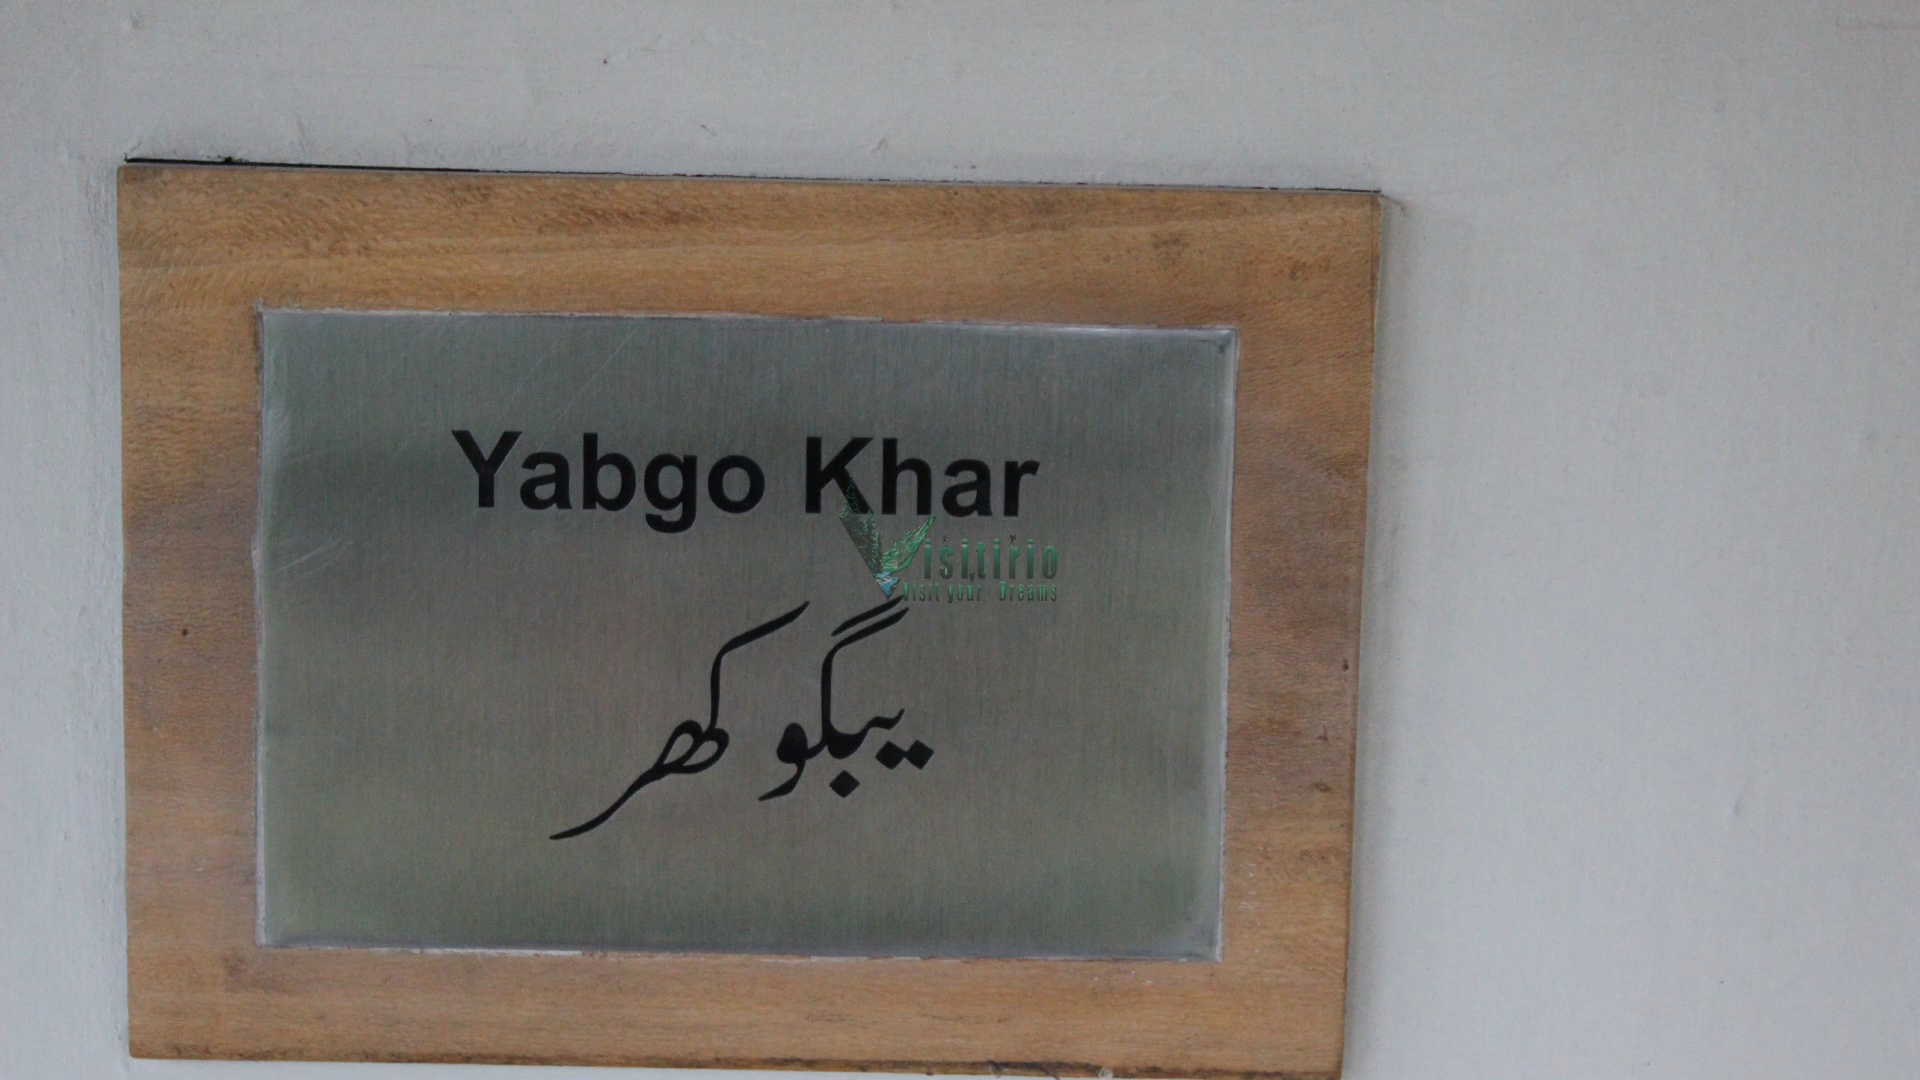 Yabgo Khar
Visitirio
Visit your Dreams
یبگو کھر